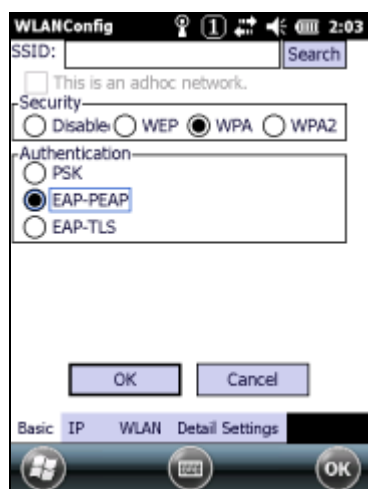 WLANConfig 1 2:03
SSID: Search
This is an adhoc network.
Security
Disable WEP WPA WPA2
Authentication
PSK
EAP-PEAP
EAP-TLS
OK Cancel
Basic IP WLAN Detail Settings
OK